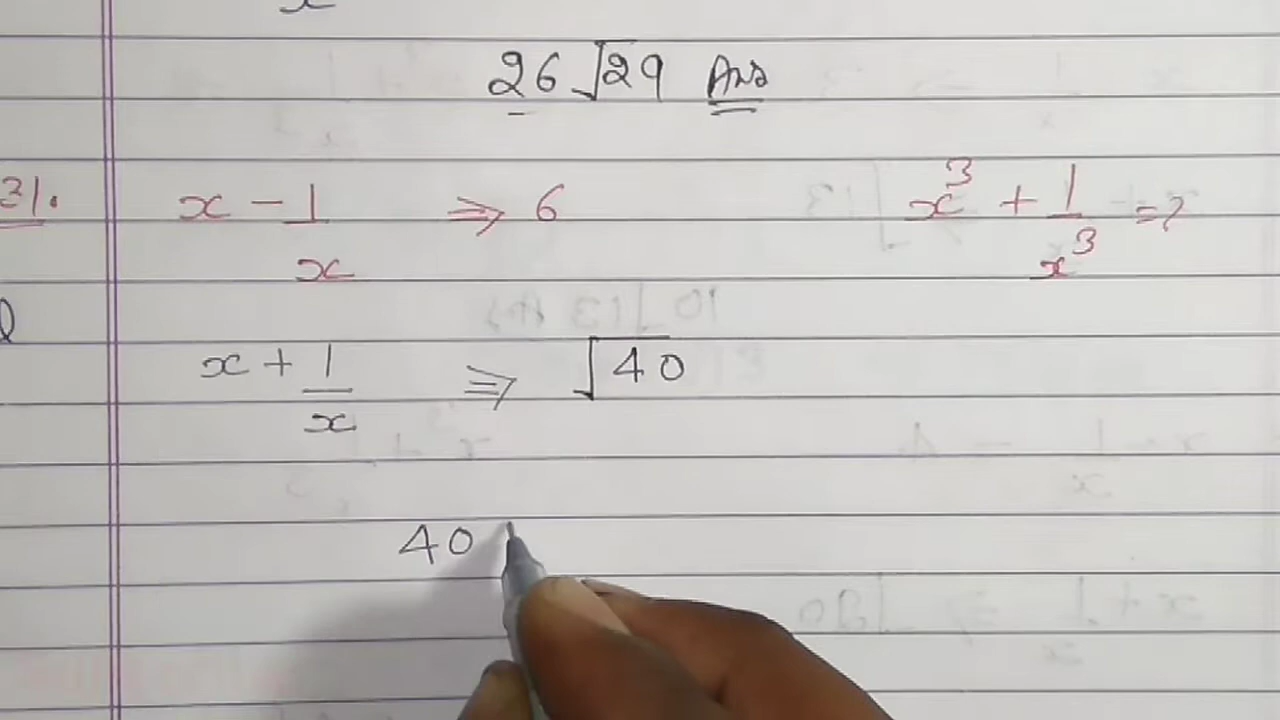 26√29 Ans
31. x - 1/x ⇒ 6 x³ + 1/x³ = ?
x + 1/x ⇒ √40
40